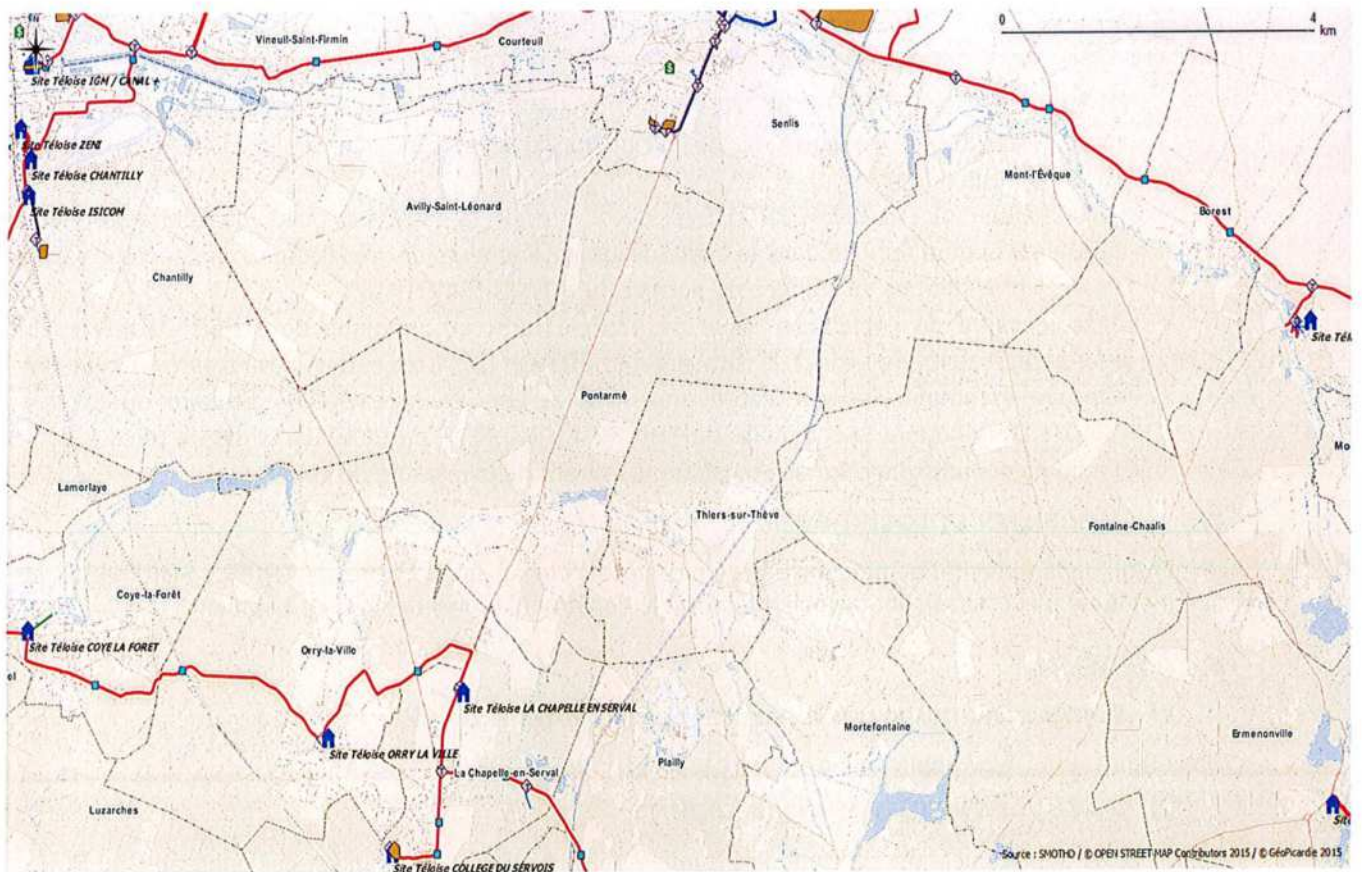 0 4
km
Vineuil-Saint-Firmin
Courteuil
Site Téloise IGM / CANAL +
Senlis
Site Téloise ZENI
Site Téloise CHANTILLY
Mont-l'Évêque
Site Téloise ISICOM
Avilly-Saint-Léonard
Borest
Chantilly
Site Tél
Pontarmé
Mo
Lamorlaye
Thiers-sur-Thève
Fontaine-Chaalis
Coye-la-Forêt
Site Téloise COYE LA FORET
Orry-la-Ville
el
Site Téloise LA CHAPELLE EN SERVAL
Mortefontaine
Ermenonville
Site Téloise ORRY LA VILLE
Plailly
La Chapelle-en-Serval
Luzarches
Site
Source : SMOTHD / © OPEN STREET MAP Contributors 2015 / © GéoPicardie 2015
Site Téloise COLLEGE DU SERVOIS